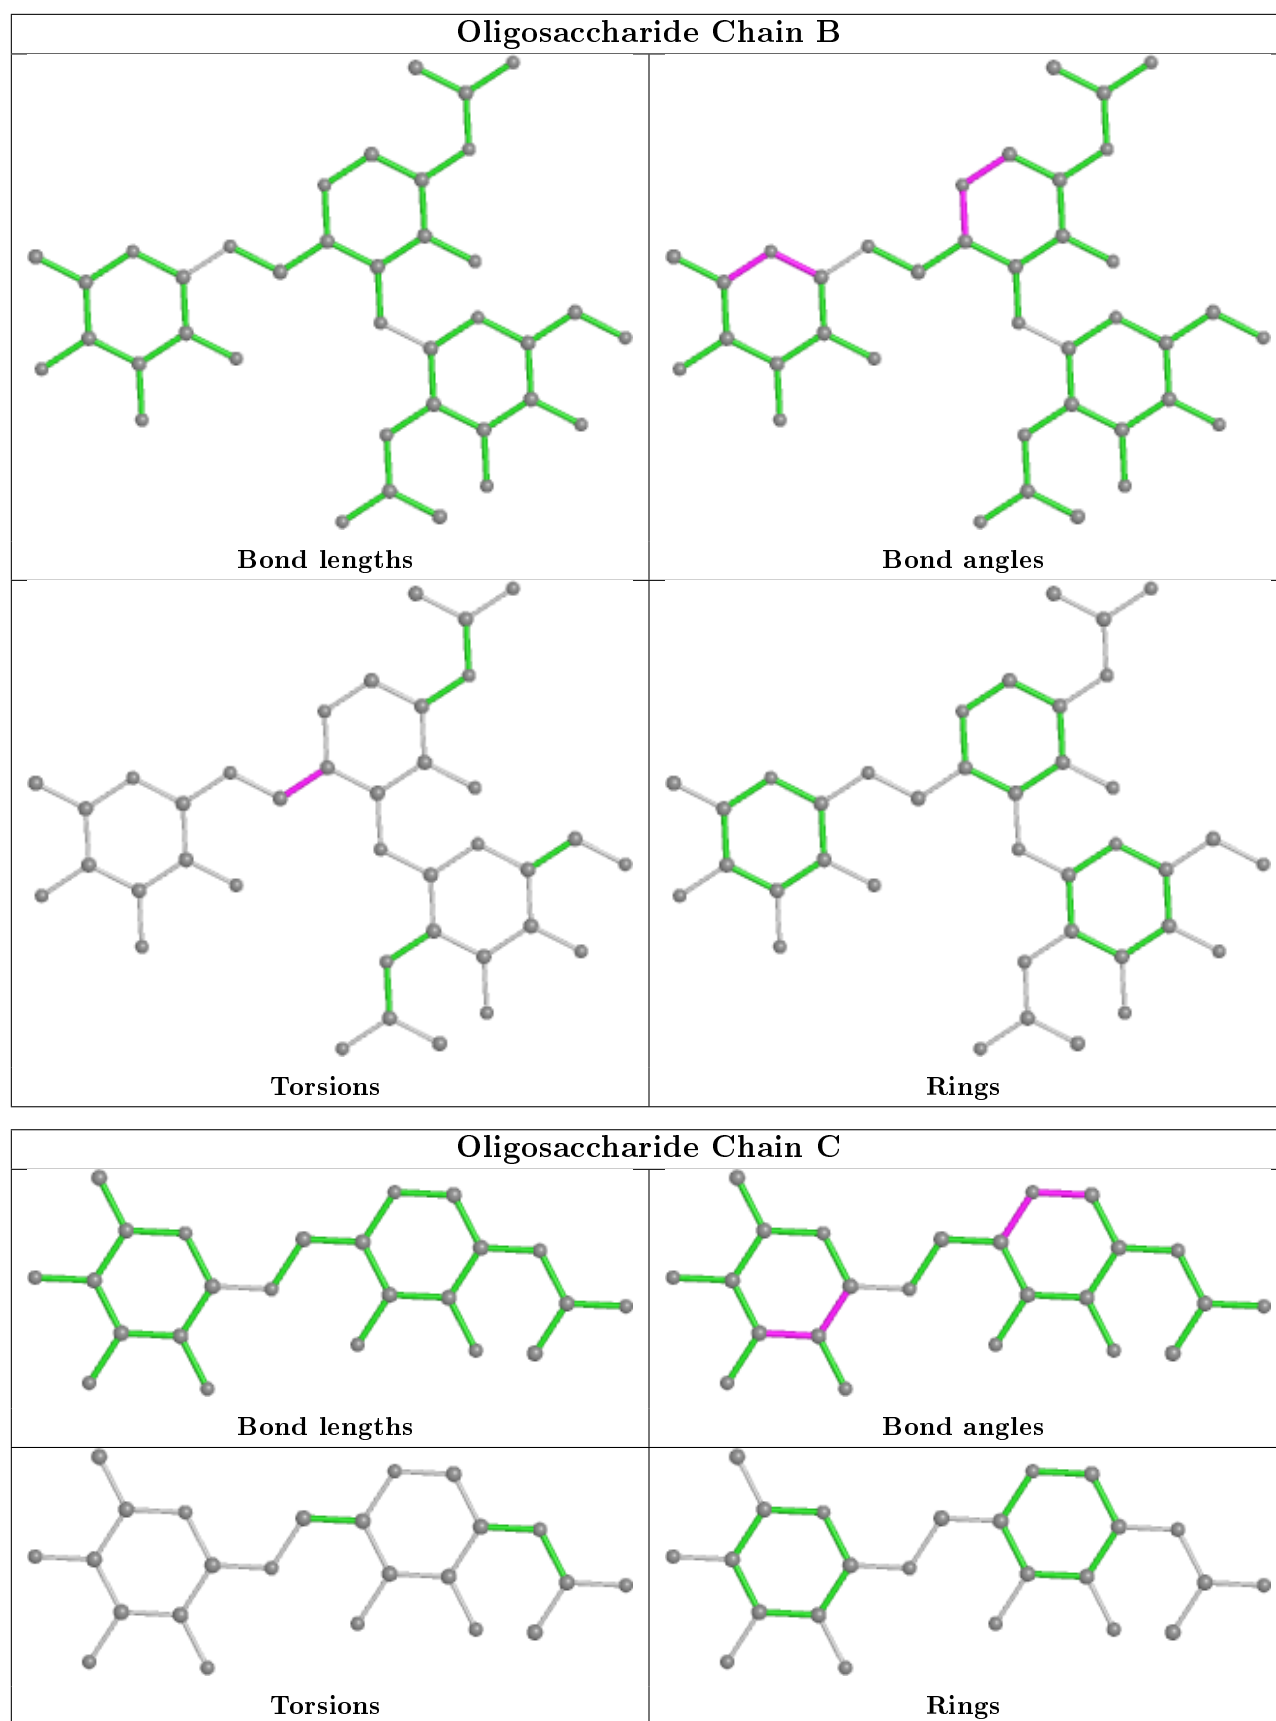 Oligosaccharide Chain B
Bond lengths
Bond angles
Torsions
Rings
Oligosaccharide Chain C
Bond lengths
Bond angles
Torsions
Rings